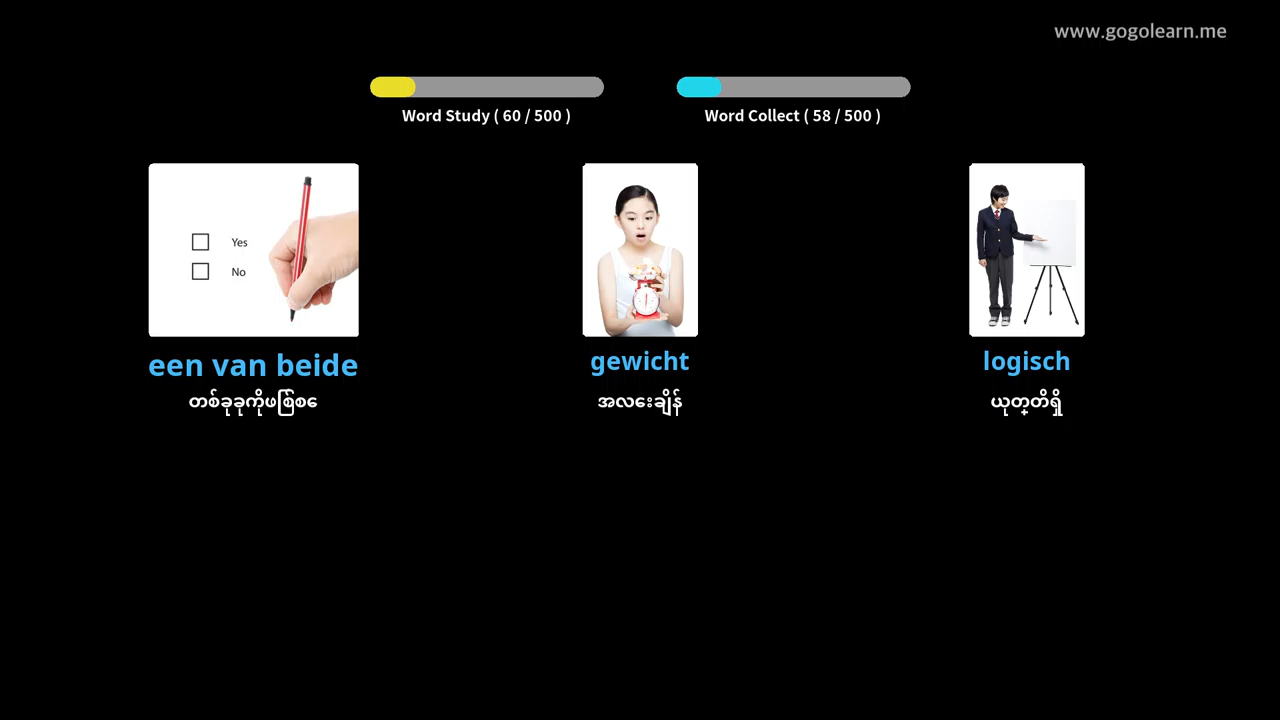 www.gogolearn.me
Word Study ( 60 / 500 )
Word Collect ( 58 / 500 )
Yes
No
een van beide
gewicht
logisch
တစ်ခုခုကိုဖစ်ြစေ
အလးေချိန်
ယုတ္တိရှိ